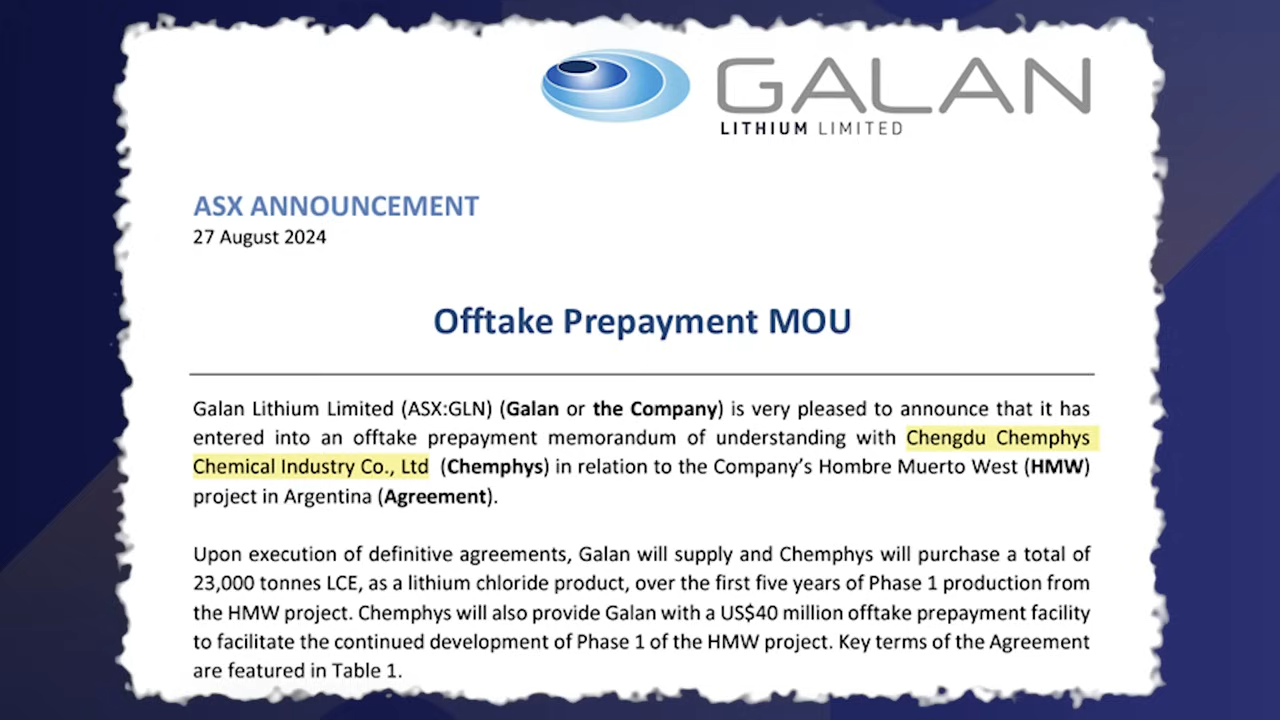 GALAN
LITHIUM LIMITED
ASX ANNOUNCEMENT
27 August 2024
Offtake Prepayment MOU
Galan Lithium Limited (ASX:GLN) (Galan or the Company) is very pleased to announce that it has
entered into an offtake prepayment memorandum of understanding with Chengdu Chemphys
Chemical Industry Co., Ltd (Chemphys) in relation to the Company's Hombre Muerto West (HMW)
project in Argentina (Agreement).
Upon execution of definitive agreements, Galan will supply and Chemphys will purchase a total of
23,000 tonnes LCE, as a lithium chloride product, over the first five years of Phase 1 production from
the HMW project. Chemphys will also provide Galan with a US$40 million offtake prepayment facility
to facilitate the continued development of Phase 1 of the HMW project. Key terms of the Agreement
are featured in Table 1.